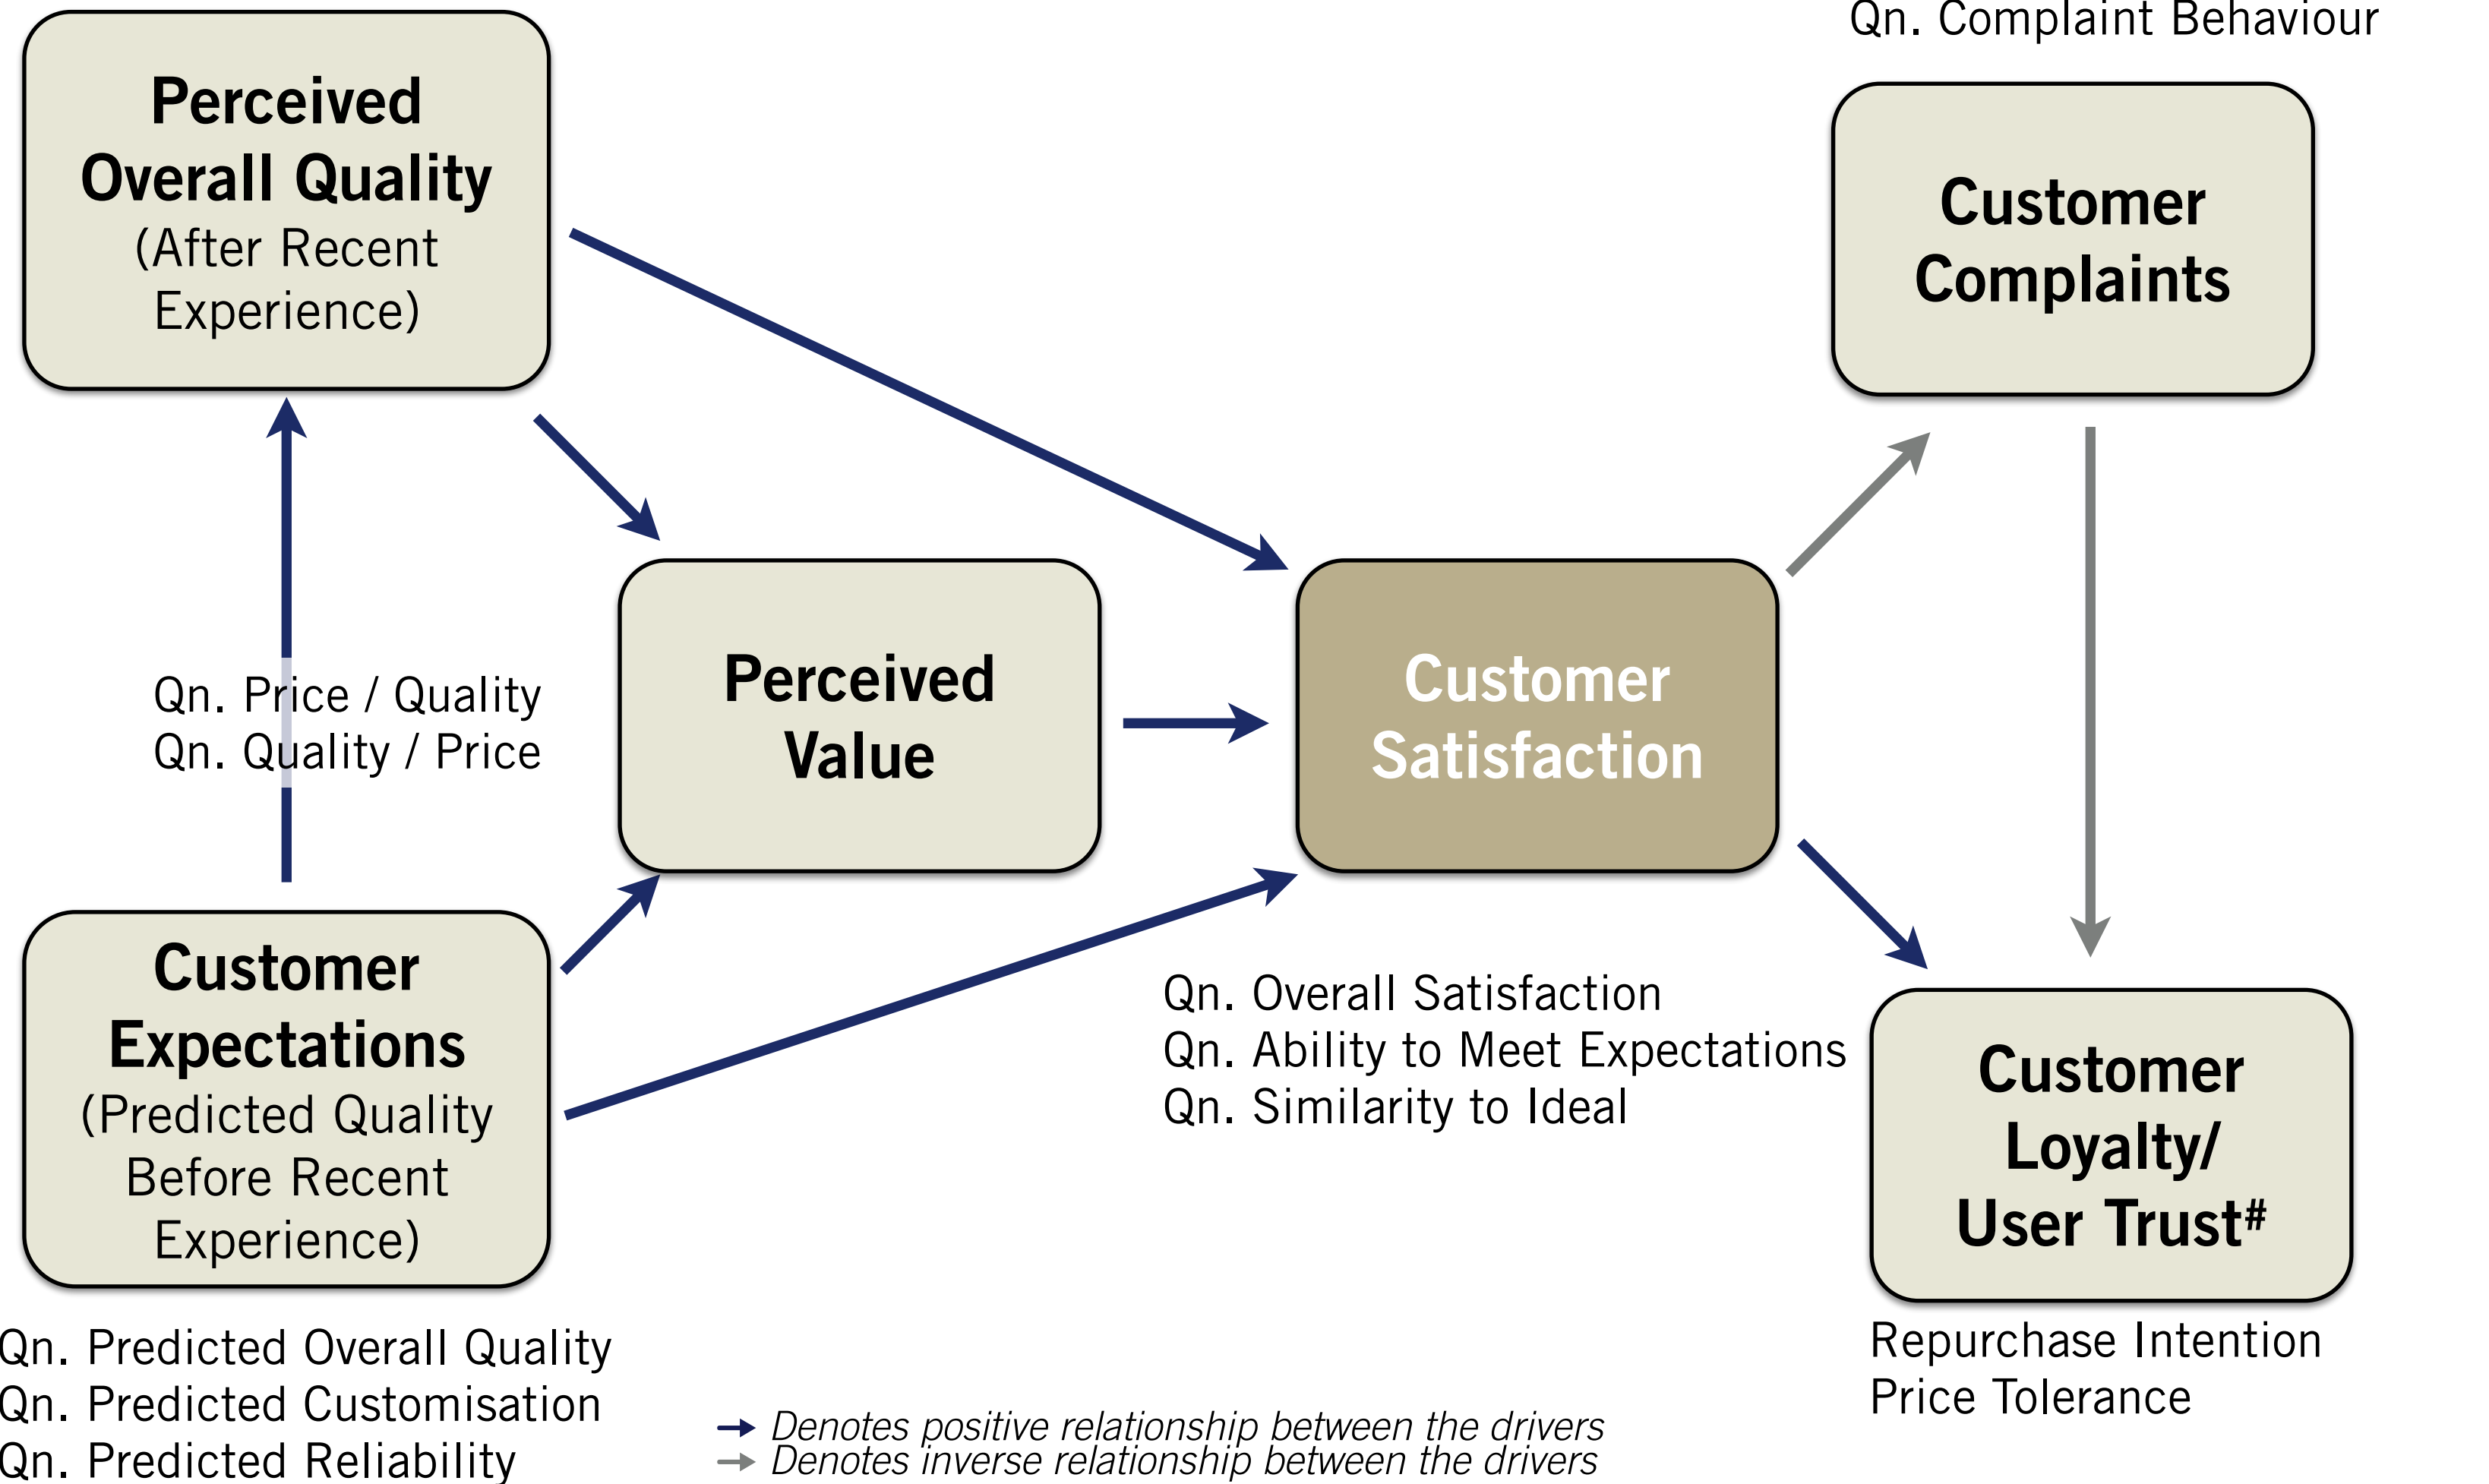 Qn. Complaint Behaviour
Perceived
Overall Quality
(After Recent
Experience)
Customer
Complaints
Qn. Price / Quality
Qn. Quality / Price
Perceived
Value
Customer
Satisfaction
Customer
Expectations
(Predicted Quality
Before Recent
Experience)
Qn. Overall Satisfaction
Qn. Ability to Meet Expectations
Qn. Similarity to Ideal
Customer
Loyalty/
User Trust#
Qn. Predicted Overall Quality
Qn. Predicted Customisation
Qn. Predicted Reliability
Repurchase Intention
Price Tolerance
Denotes positive relationship between the drivers
Denotes inverse relationship between the drivers